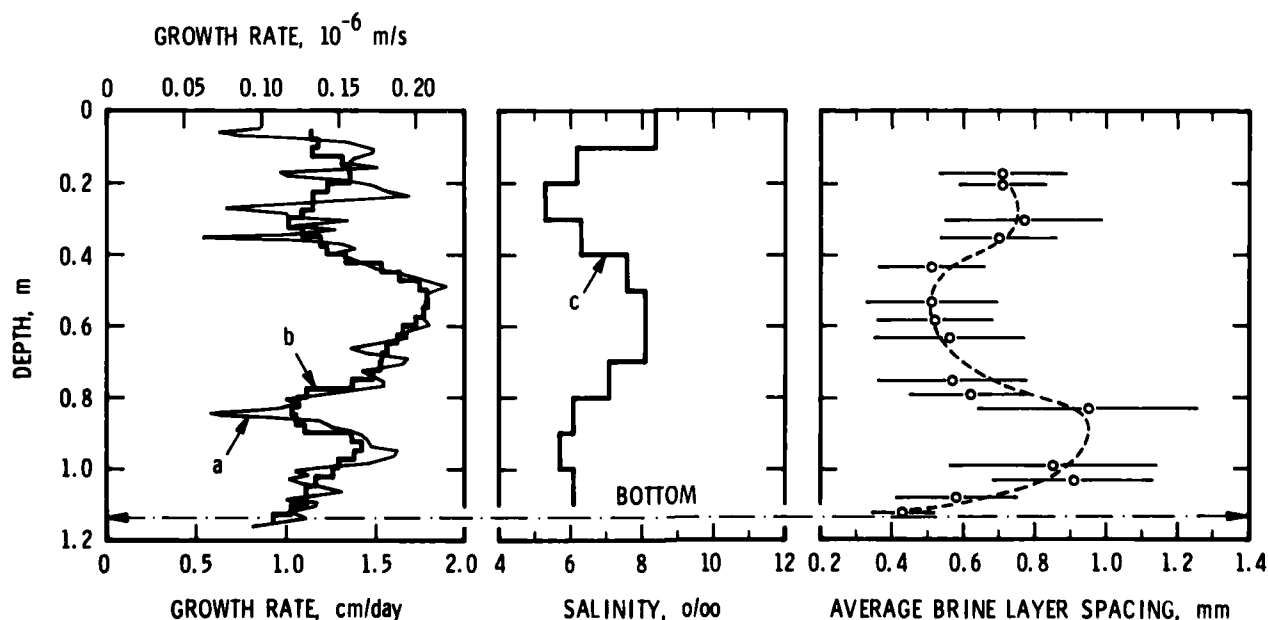 GROWTH RATE, 10⁻⁶ m/s
0 0.05 0.10 0.15 0.20
0
0.2
0.4
0.6
0.8
1.0
1.2
DEPTH, m
a
b
0 0.5 1.0 1.5 2.0
GROWTH RATE, cm/day
c
BOTTOM
4 6 8 10 12
SALINITY, o/oo
0.2 0.4 0.6 0.8 1.0 1.2 1.4
AVERAGE BRINE LAYER SPACING, mm